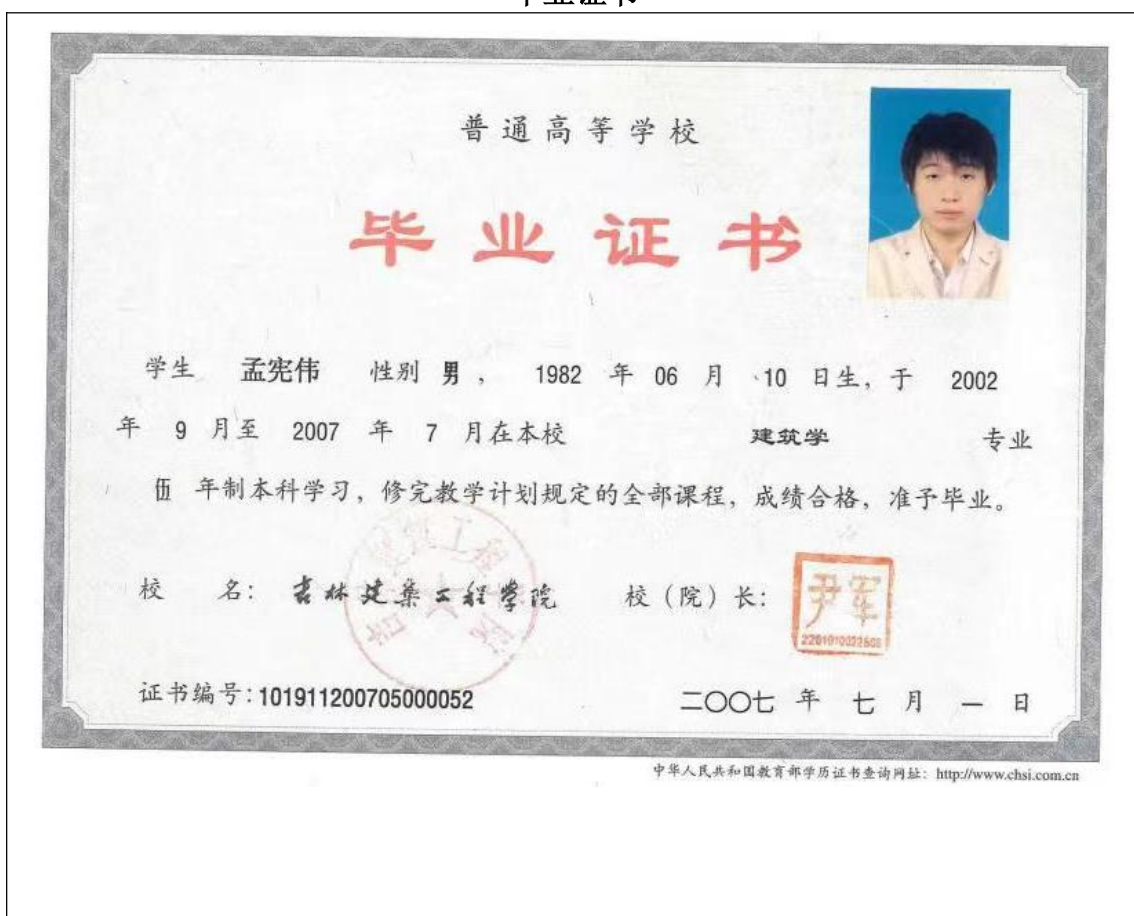 毕业证书
普通高等学校
毕业证书
学生 孟宪伟 性别 男， 1982 年 06 月 10 日生，于 2002
年 9 月至 2007 年 7 月在本校 建筑学 专业
伍 年制本科学习，修完教学计划规定的全部课程，成绩合格，准予毕业。
校 名：吉林建筑工程学院 校（院）长：
尹军
证书编号：101911200705000052 二〇〇七 年 七 月 一 日
中华人民共和国教育部学历证书查询网址：http://www.chsi.com.cn